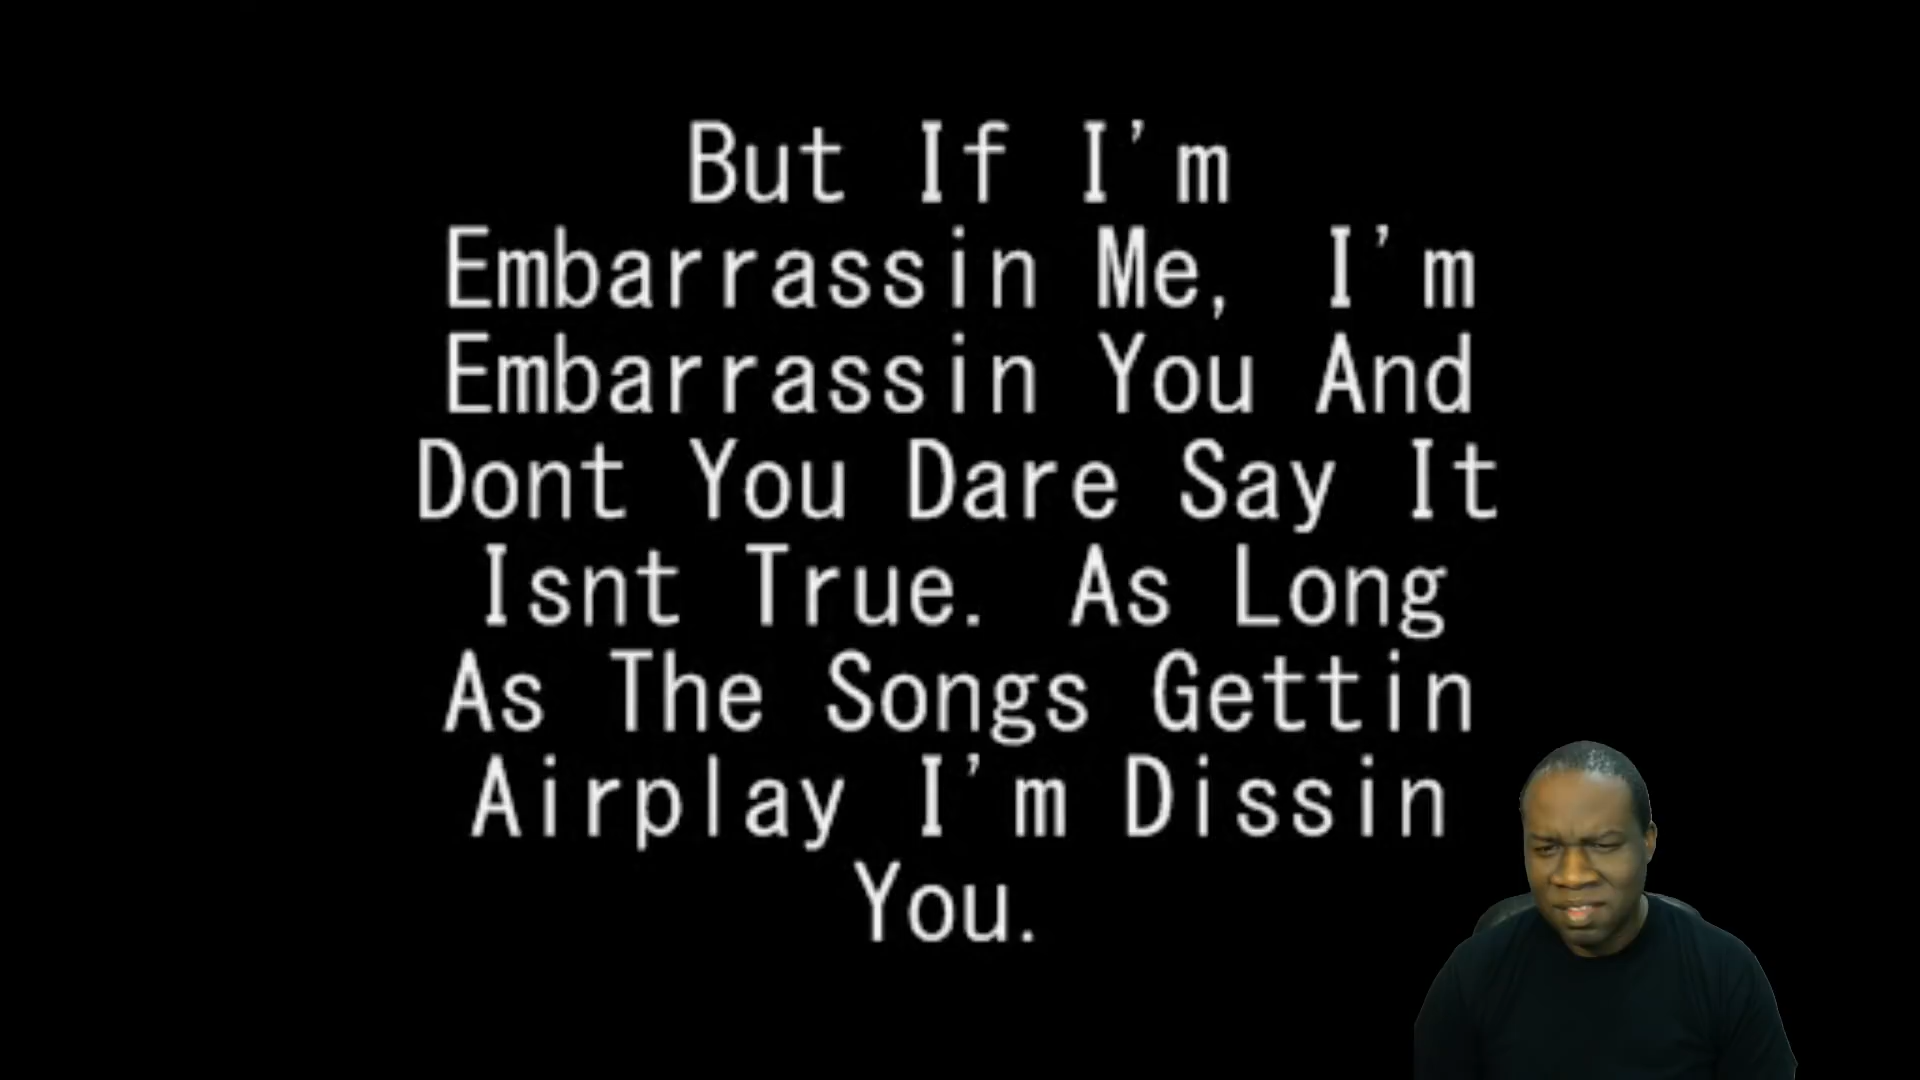 But If I'm
Embarrassin Me, I'm
Embarrassin You And
Dont You Dare Say It
Isnt True. As Long
As The Songs Gettin
Airplay I'm Dissin
You.